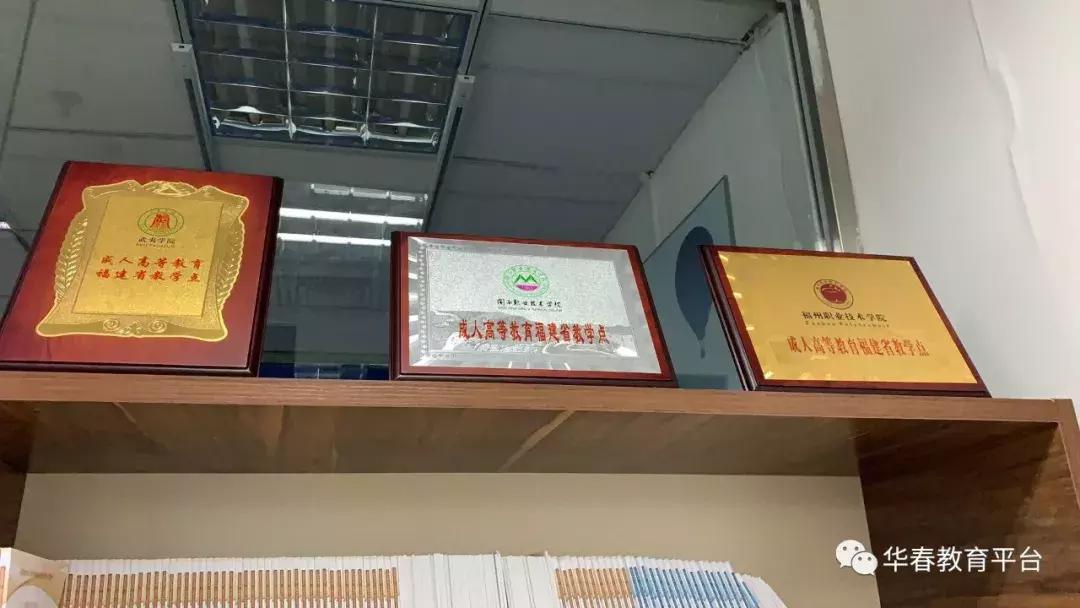 武夷学院
成人高等教育
福建省教学点
闽西职业技术学院
成人高等教育福建省教学点
福州职业技术学院
Fuzhou Polytechnic
成人高等教育福建省教学点
华春教育平台